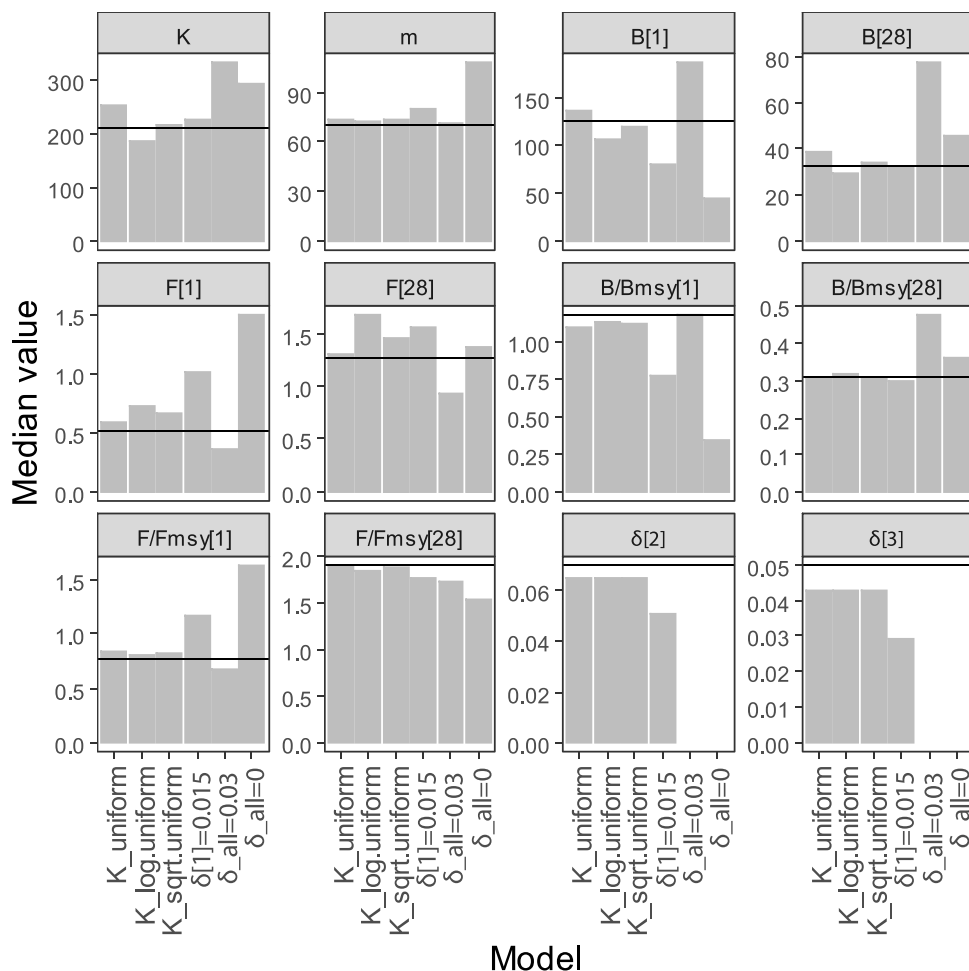 K m B[1] B[28]
300 200 100 0
90 60 30 0
150 100 50 0
80 60 40 20 0
F[1] F[28] B/Bmsy[1] B/Bmsy[28]
1.5 1.0 0.5 0.0
1.5 1.0 0.5 0.0
1.00 0.75 0.50 0.25 0.00
0.5 0.4 0.3 0.2 0.1 0.0
F/Fmsy[1] F/Fmsy[28] δ[2] δ[3]
1.5 1.0 0.5 0.0
2.0 1.5 1.0 0.5 0.0
0.06 0.04 0.02 0.00
0.05 0.04 0.03 0.02 0.01 0.00
Median value
K_uniform
K_log.uniform
K_sqrt.uniform
δ[1]=0.015
δ_all=0.03
δ_all=0
K_uniform
K_log.uniform
K_sqrt.uniform
δ[1]=0.015
δ_all=0.03
δ_all=0
K_uniform
K_log.uniform
K_sqrt.uniform
δ[1]=0.015
δ_all=0.03
δ_all=0
K_uniform
K_log.uniform
K_sqrt.uniform
δ[1]=0.015
δ_all=0.03
δ_all=0
Model